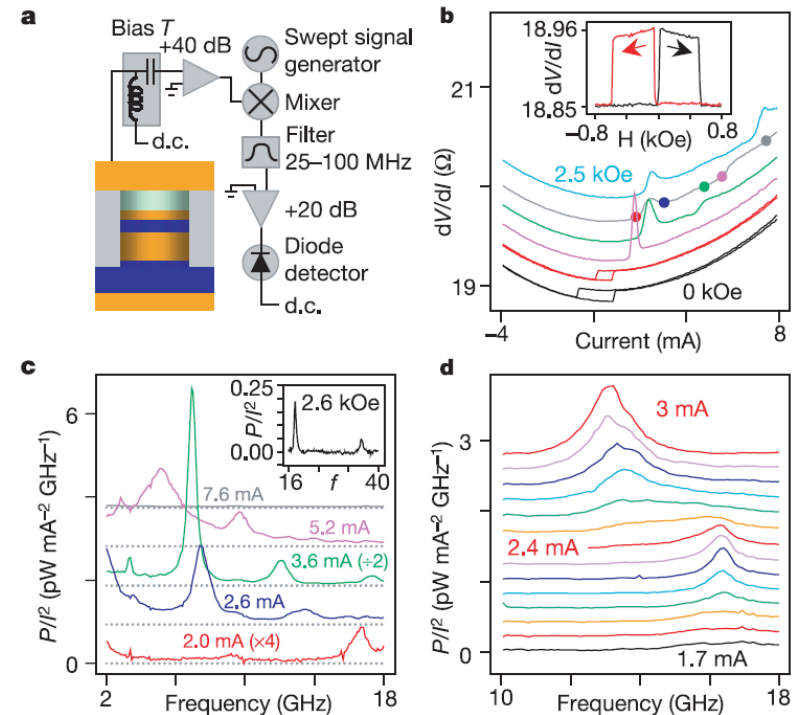 a
Bias T
+40 dB
Swept signal
generator
Mixer
d.c.
Filter
25–100 MHz
+20 dB
Diode
detector
d.c.
b
18.96
dV/dI
18.85
–0.8
H (kOe)
0.8
21
dV/dI (Ω)
19
2.5 kOe
0 kOe
–4
Current (mA)
8
c
0.25
P/I²
0.00
2.6 kOe
16
f
40
6
P/I² (pW mA–2 GHz–1)
0
7.6 mA
5.2 mA
3.6 mA (÷2)
2.6 mA
2.0 mA (×4)
2
Frequency (GHz)
18
d
3 mA
3
P/I² (pW mA–2 GHz–1)
2.4 mA
0
1.7 mA
10
Frequency (GHz)
18